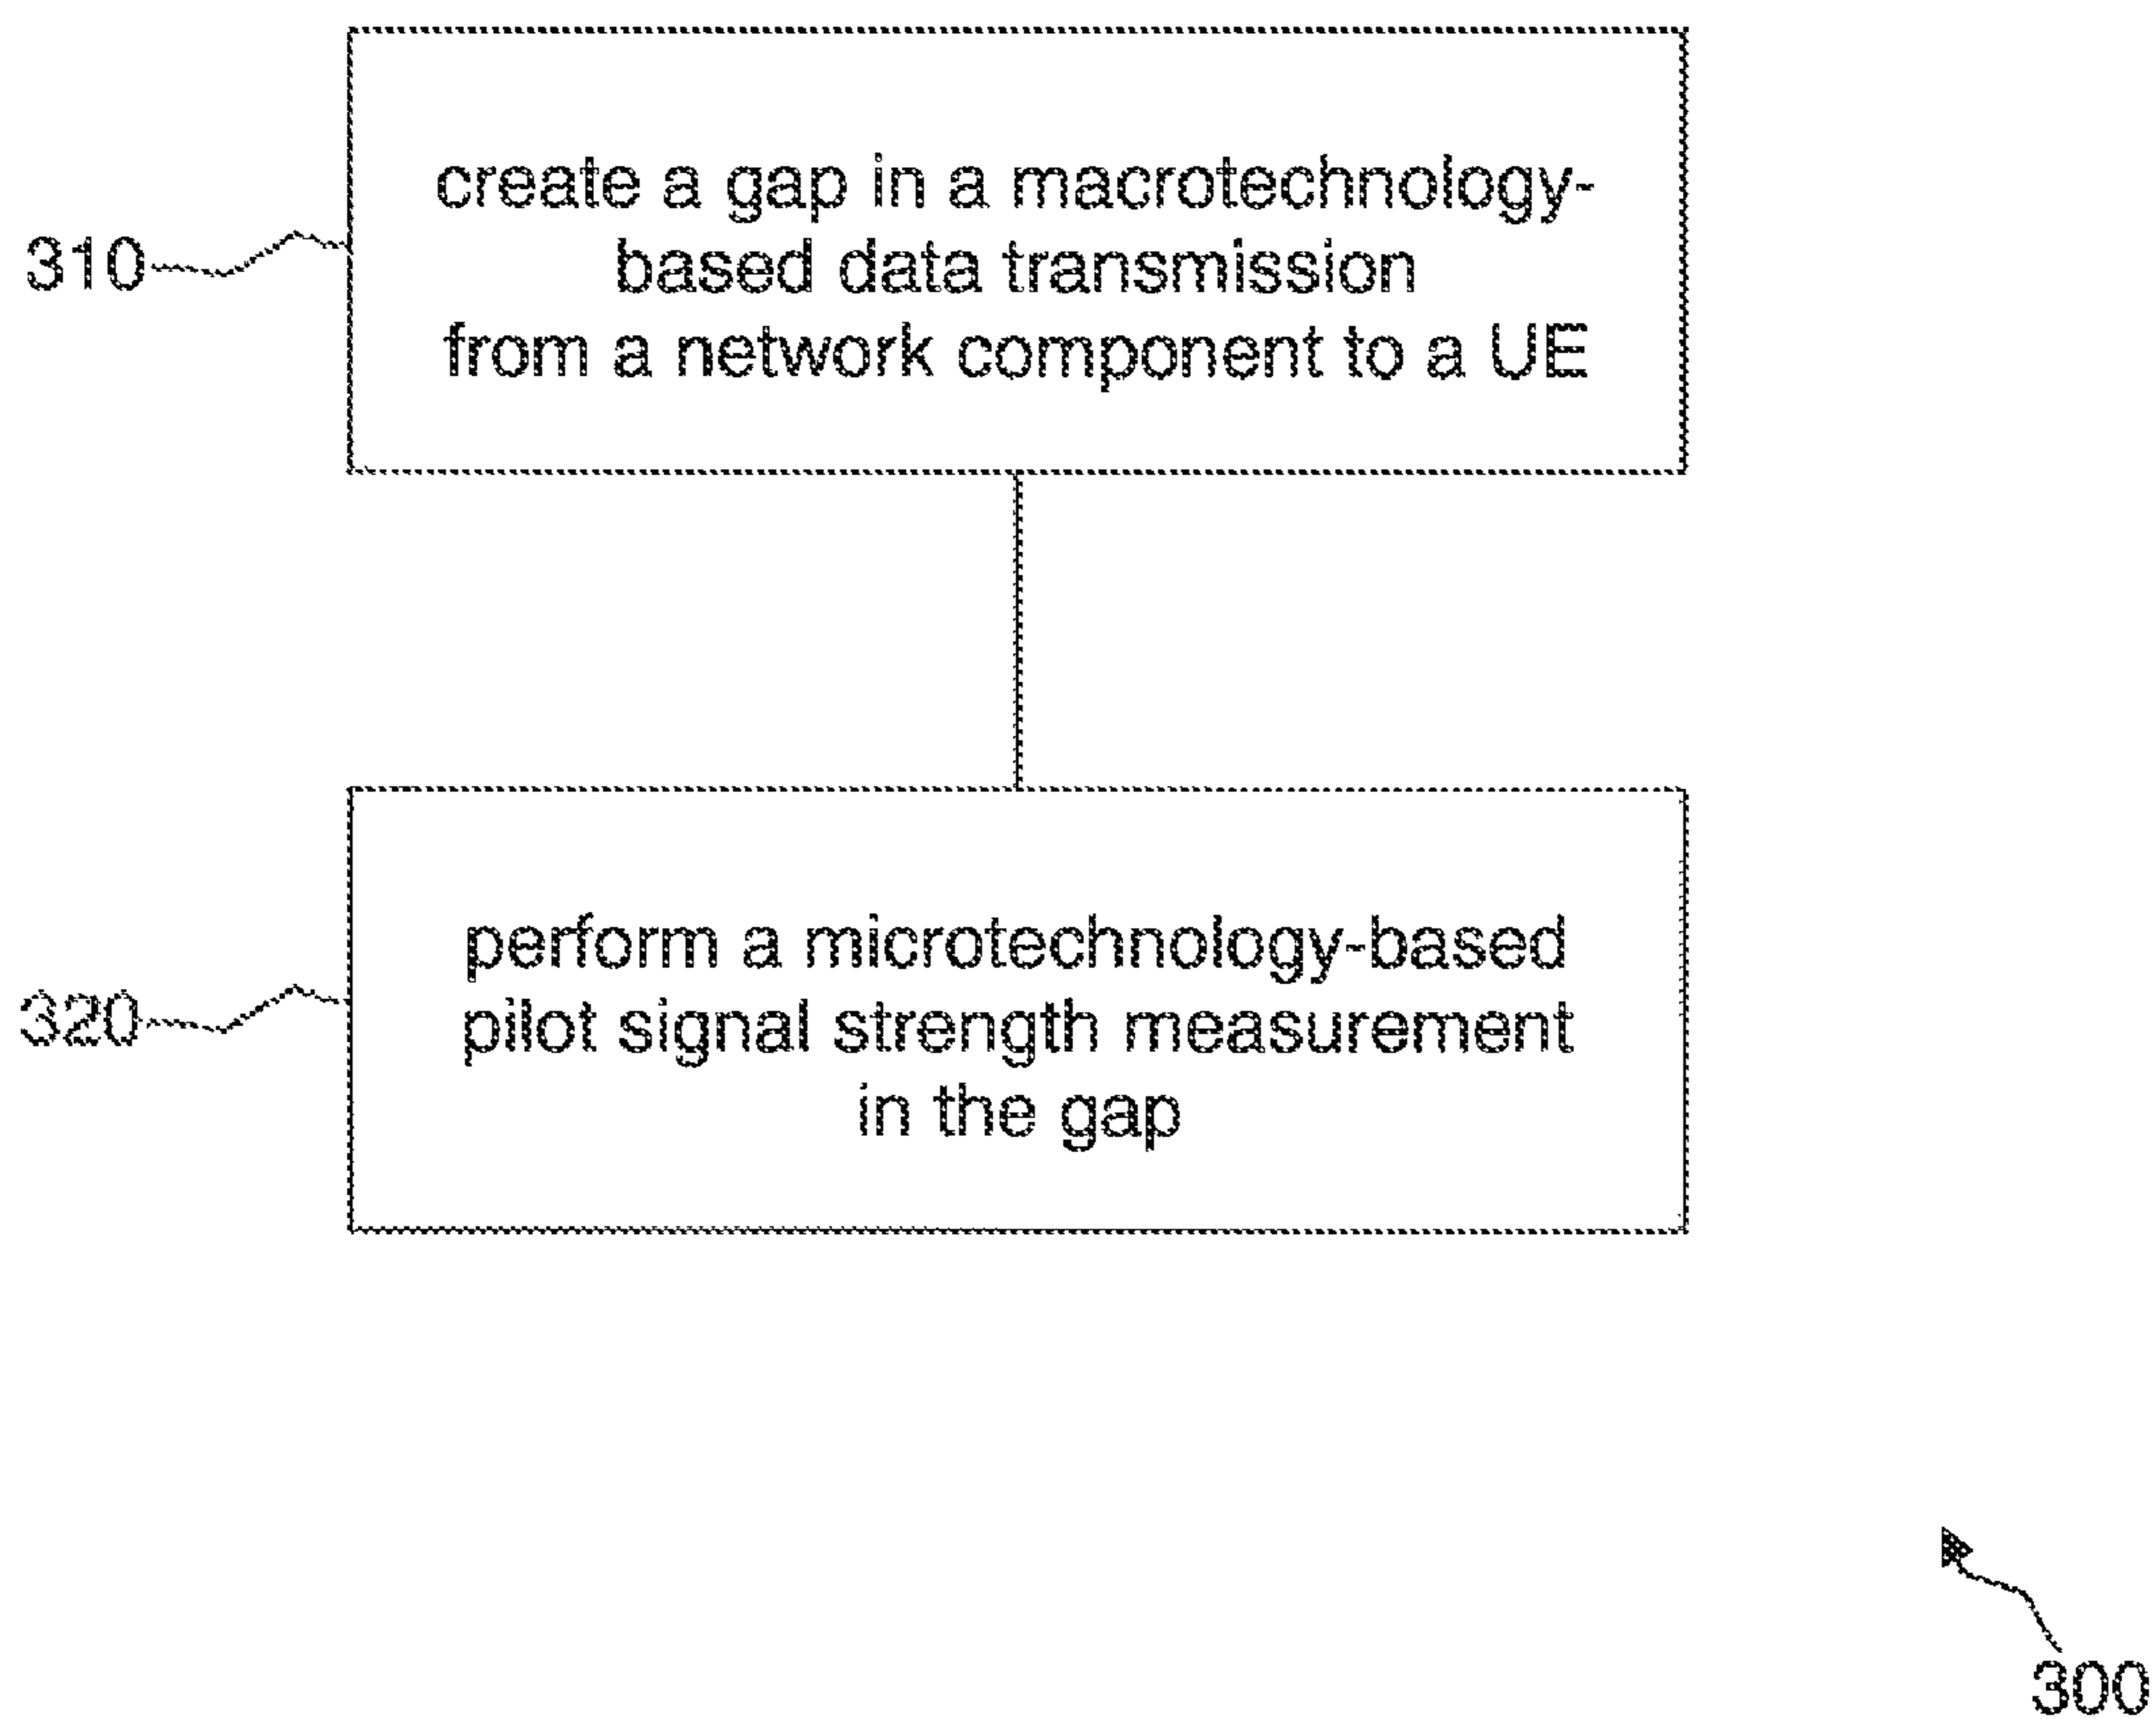 create a gap in a macrotechnology-
based data transmission
from a network component to a UE
310
perform a microtechnology-based
pilot signal strength measurement
in the gap
320
300